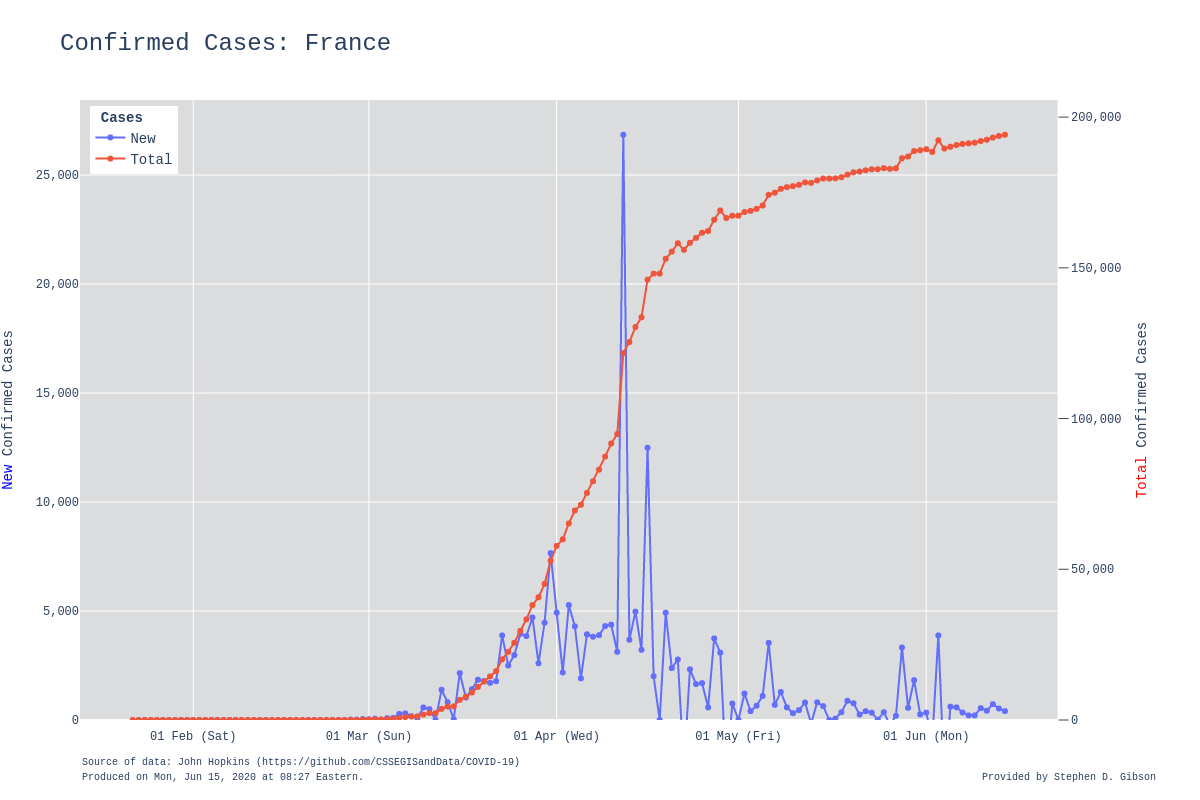 Confirmed Cases: France
Cases
New
Total
25,000
20,000
15,000
10,000
5,000
0
New Confirmed Cases
200,000
150,000
100,000
50,000
0
Total Confirmed Cases
01 Feb (Sat)
01 Mar (Sun)
01 Apr (Wed)
01 May (Fri)
01 Jun (Mon)
Source of data: John Hopkins (https://github.com/CSSEGISandData/COVID-19)
Produced on Mon, Jun 15, 2020 at 08:27 Eastern.
Provided by Stephen D. Gibson